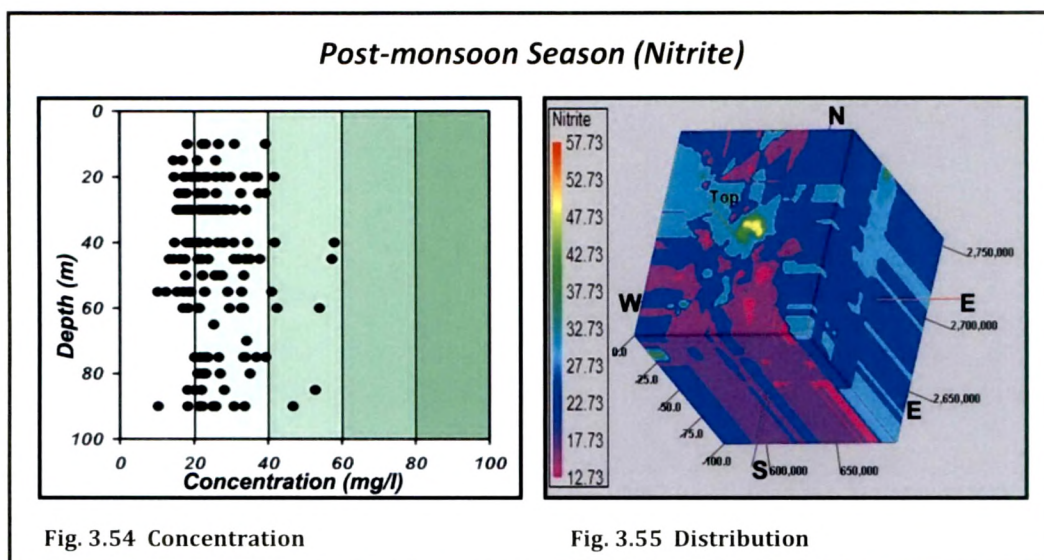 Post-monsoon Season (Nitrite)
0
20
40
60
80
100
Depth (m)
0 20 40 60 80 100
Concentration (mg/l)
Nitrite
57.73
52.73
47.73
42.73
37.73
32.73
27.73
22.73
17.73
12.73
N
Top
W
E
E
S
2,750,000
2,700,000
2,650,000
0.0
25.0
50.0
75.0
100.0
600,000
650,000
Fig. 3.54 Concentration
Fig. 3.55 Distribution